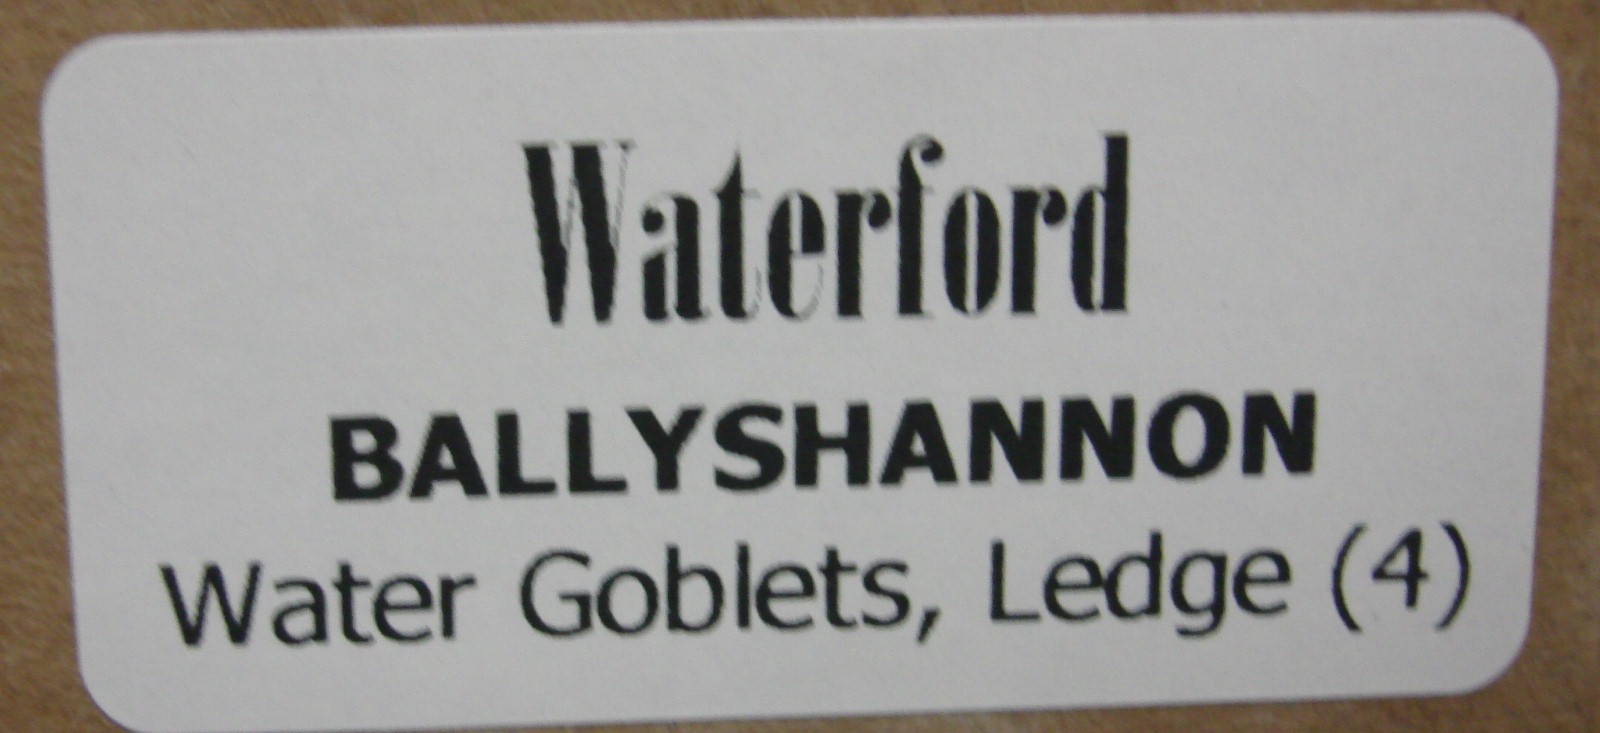 Waterford
BALLYSHANNON
Water Goblets, Ledge (4)